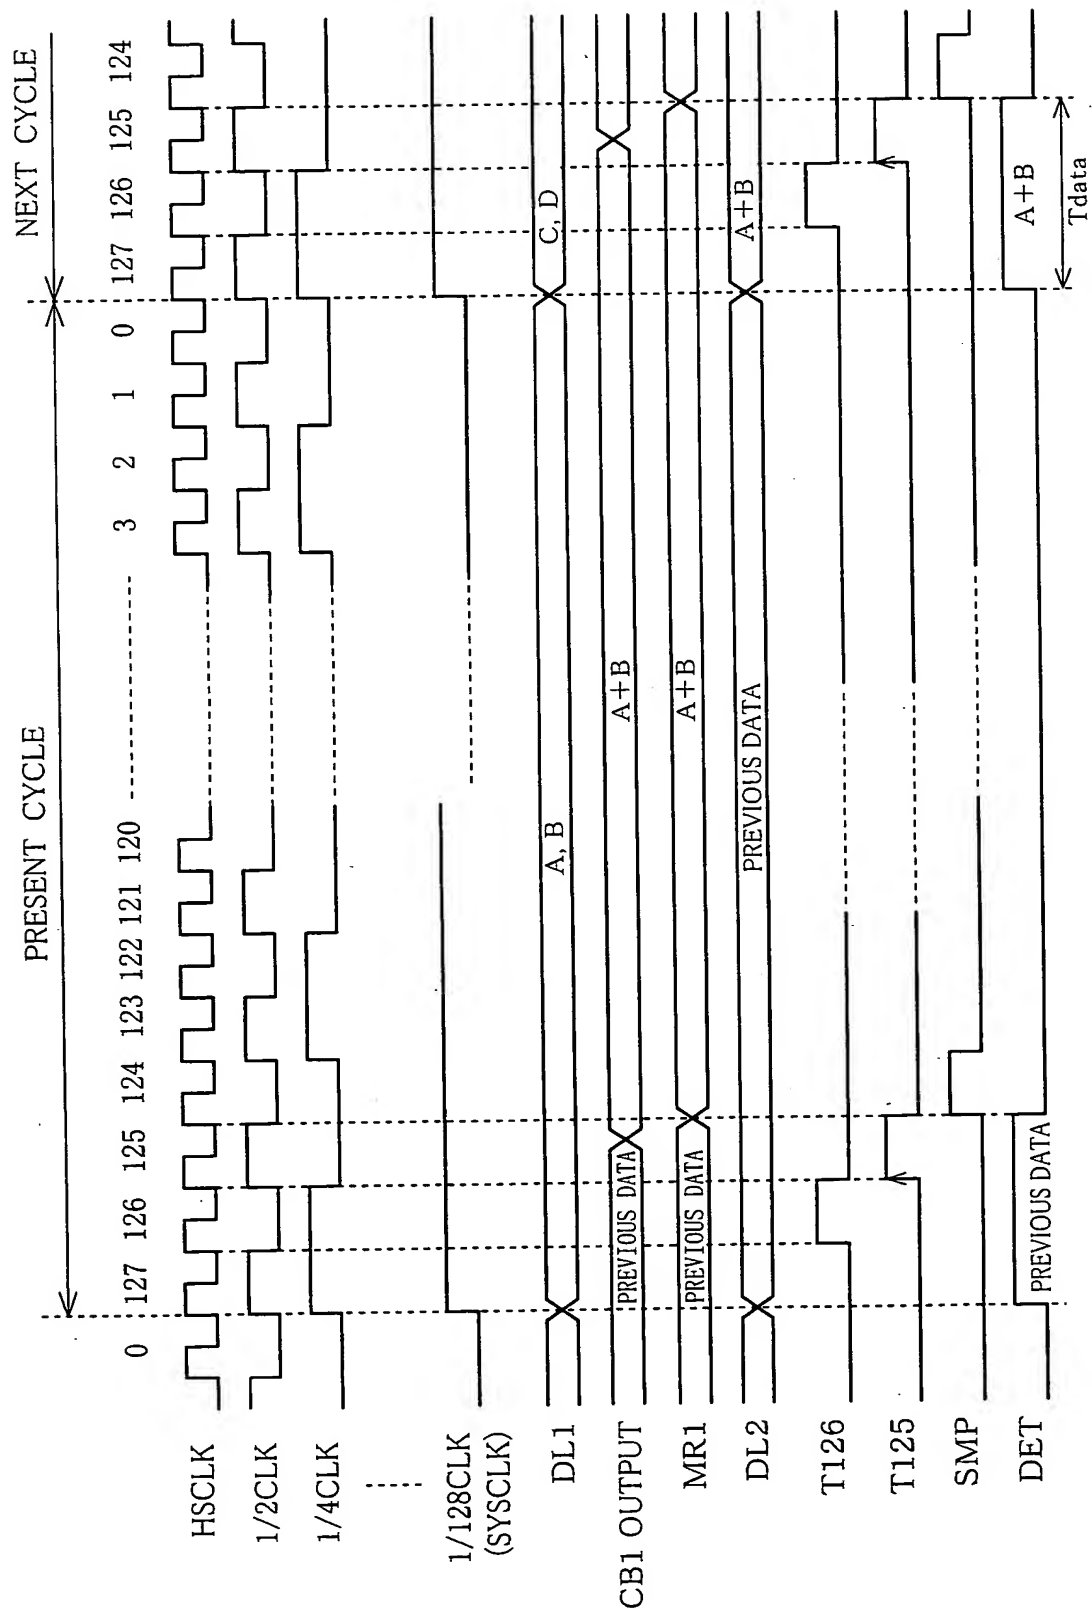 PRESENT CYCLE
NEXT CYCLE
0 127 126 125 124 123 122 121 120 3 2 1 0 127 126 125 124
HSCLK
1/2CLK
1/4CLK
1/128CLK
(SYSCLK)
DL1 A, B C, D
CB1 OUTPUT PREVIOUS DATA A+B
MR1 PREVIOUS DATA A+B
DL2 PREVIOUS DATA A+B
T126
T125
SMP
DET PREVIOUS DATA A+B
Tdata